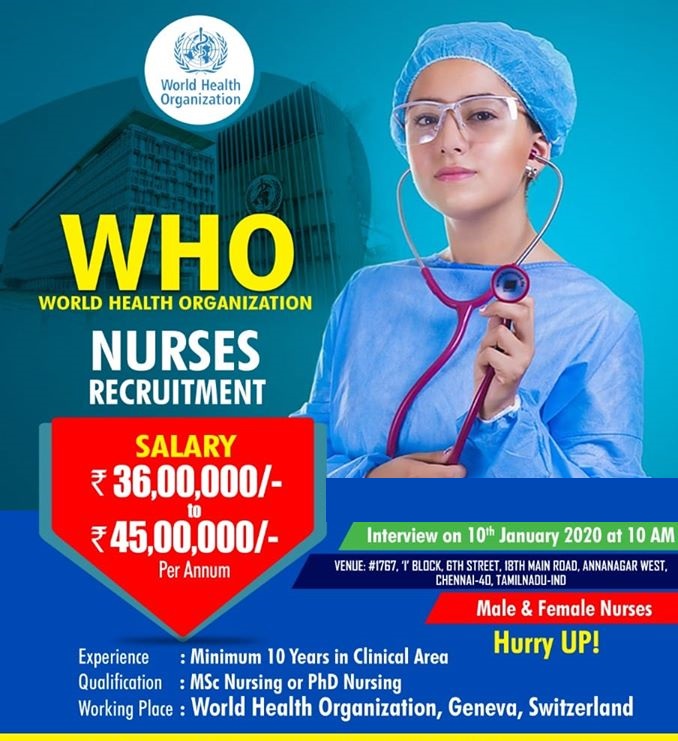 World Health
Organization
WHO
WORLD HEALTH ORGANIZATION
NURSES
RECRUITMENT
SALARY
₹ 36,00,000/-
to
₹ 45,00,000/-
Per Annum
Interview on 10th January 2020 at 10 AM
VENUE: #1767, 'I' BLOCK, 6TH STREET, 18TH MAIN ROAD, ANNANAGAR WEST,
CHENNAI-40, TAMILNADU-IND
Male & Female Nurses
Hurry UP!
Experience : Minimum 10 Years in Clinical Area
Qualification : MSc Nursing or PhD Nursing
Working Place : World Health Organization, Geneva, Switzerland